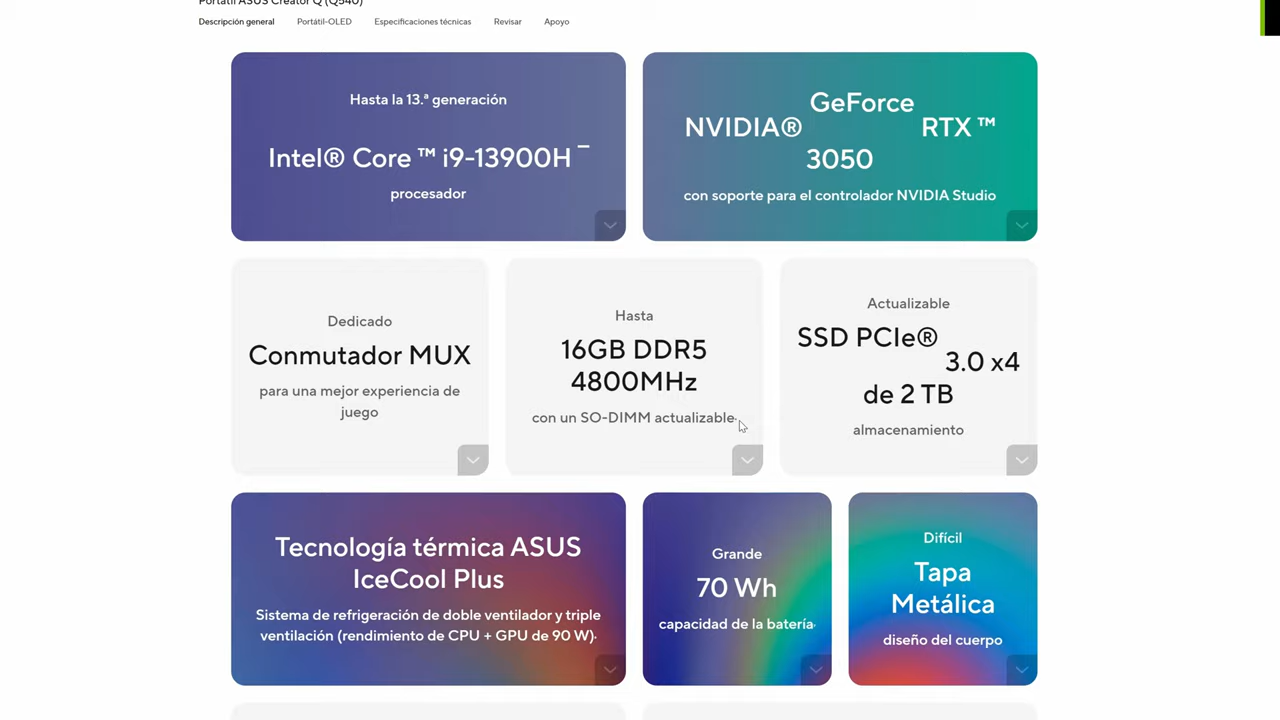 Portátil ASUS Creator Q (Q540)
Descripción general
Portátil-OLED
Especificaciones técnicas
Revisar
Apoyo
Hasta la 13.ª generación
Intel® Core ™ i9-13900H
procesador
NVIDIA® GeForce RTX ™
3050
con soporte para el controlador NVIDIA Studio
Dedicado
Conmutador MUX
para una mejor experiencia de
juego
Hasta
16GB DDR5
4800MHz
con un SO-DIMM actualizable
Actualizable
SSD PCIe® 3.0 x4
de 2 TB
almacenamiento
Tecnología térmica ASUS
IceCool Plus
Sistema de refrigeración de doble ventilador y triple
ventilación (rendimiento de CPU + GPU de 90 W)
Grande
70 Wh
capacidad de la batería
Difícil
Tapa
Metálica
diseño del cuerpo